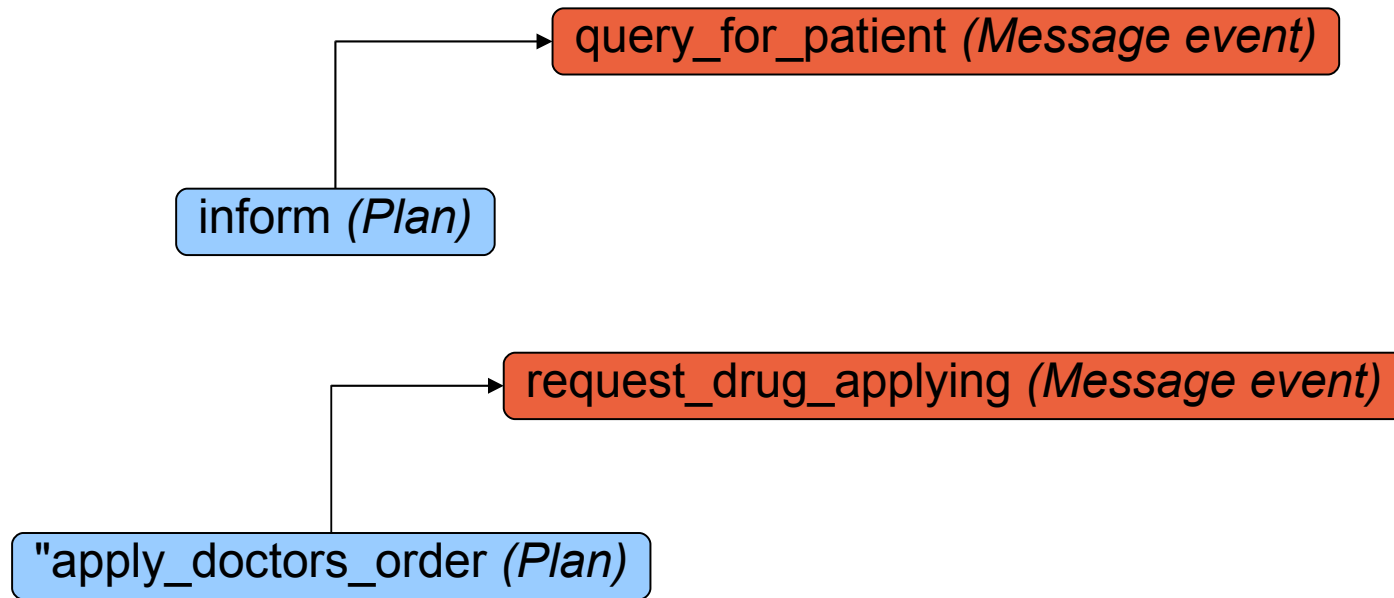 query_for_patient (Message event)
inform (Plan)
request_drug_applying (Message event)
"apply_doctors_order (Plan)